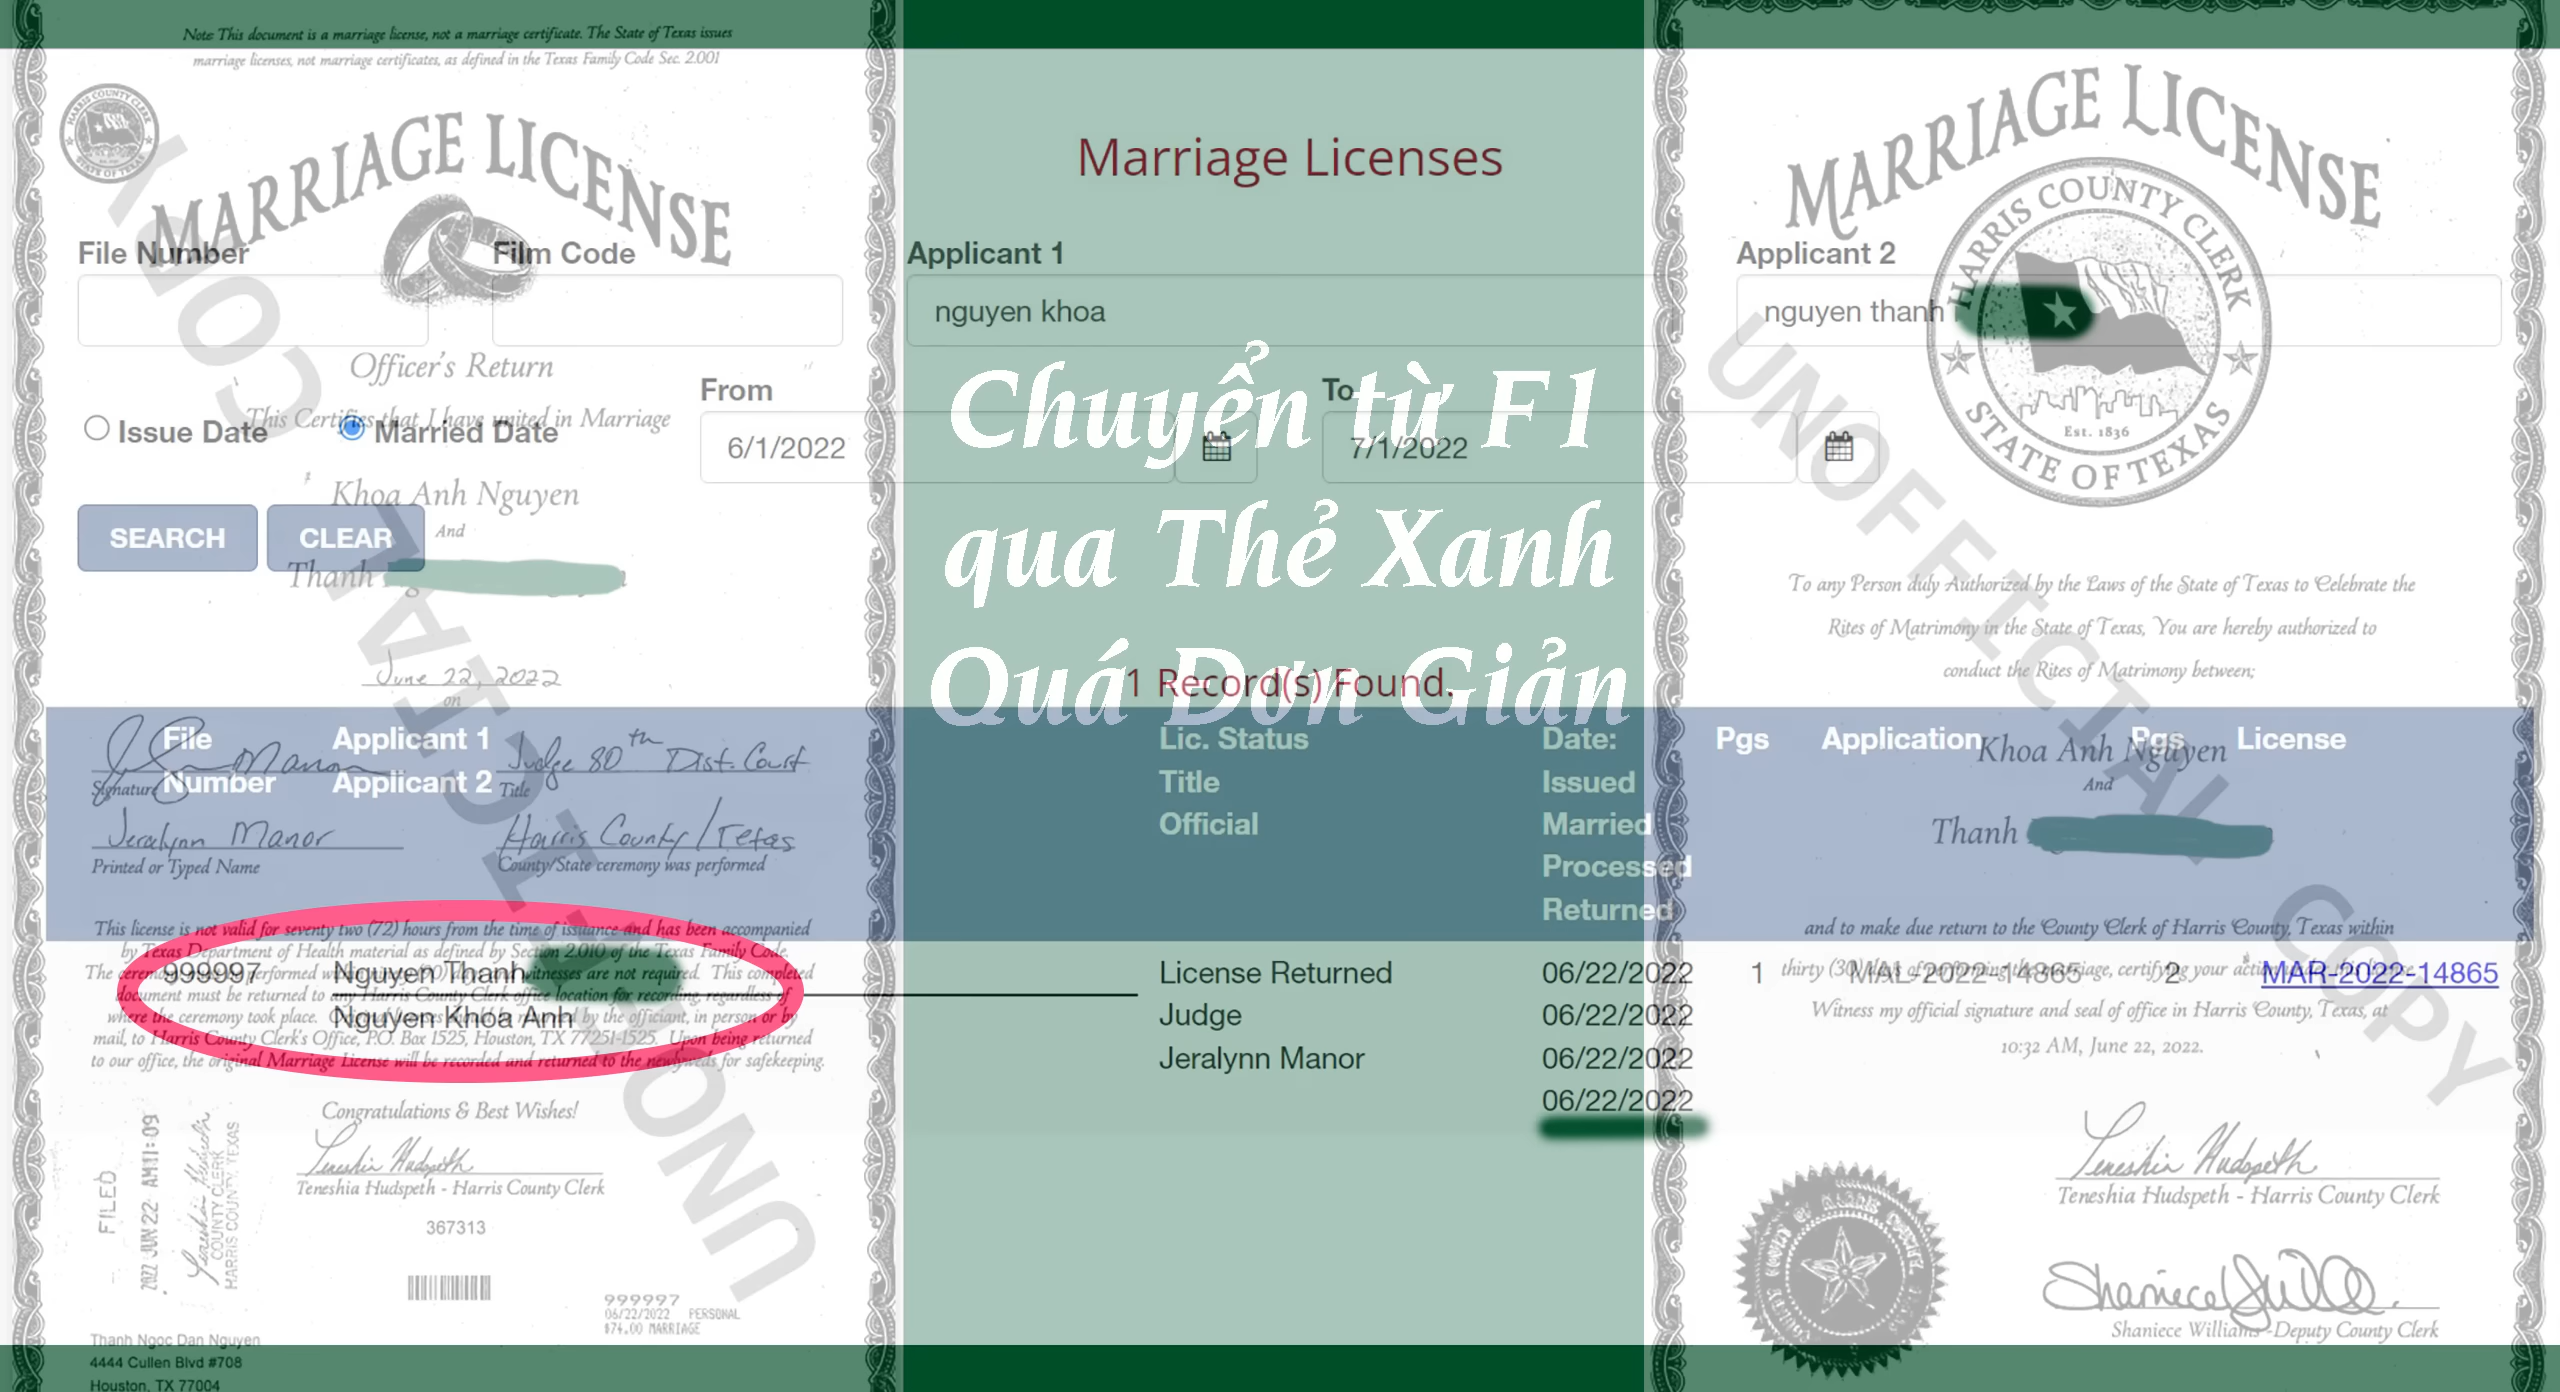 Note: This document is a marriage license, not a marriage certificate. The State of Texas issues
marriage licenses, not marriage certificates, as defined in the Texas Family Code Sec. 2.001
HARRIS COUNTY CLERK
STATE OF TEXAS
MARRIAGE LICENSE
Officer's Return
This Certifies that I have united in Marriage
Khoa Anh Nguyen
And
Thanh
June 22, 2022
on
Judge 80th Dist. Court
Signature
Title
Jeralynn Manor
Harris County/Texas
Printed or Typed Name
County/State ceremony was performed
This license is not valid for seventy two (72) hours from the time of issuance and has been accompanied
by Texas Department of Health material as defined by Section 2.010 of the Texas Family Code.
The performed witnesses are not required. This completed
document must be returned to any Harris County Clerk office location for recording, regardless of
where the ceremony took place. by the officiant, in person or by
mail, to Harris County Clerk's Office, P.O. Box 1525, Houston, TX 77251-1525. Upon being returned
to our office, the original Marriage License will be recorded and returned to the newlyweds for safekeeping.
Congratulations & Best Wishes!
Teneshia Hudspeth
Teneshia Hudspeth - Harris County Clerk
367313
FILED
2022 JUN 22 AM 11:09
Teneshia Hudspeth
COUNTY CLERK
HARRIS COUNTY, TEXAS
999997
06/22/2022 PERSONAL
$74.00 MARRIAGE
Thanh Ngoc Dan Nguyen
4444 Cullen Blvd #708
Houston, TX 77004
UNOFFICIAL COPY
Marriage Licenses
File Number
Film Code
Applicant 1
Applicant 2
nguyen khoa
nguyen thanh
Issue Date
Married Date
From
To
6/1/2022
7/1/2022
SEARCH
CLEAR
Chuyển từ F1
qua Thẻ Xanh
Quá Đơn Giản
1 Record(s) Found.
File
Number
Applicant 1
Applicant 2
Lic. Status
Title
Official
Date:
Issued
Married
Processed
Returned
Pgs
Application
Pgs
License
999997
Nguyen Thanh
Nguyen Khoa Anh
License Returned
Judge
Jeralynn Manor
06/22/2022
06/22/2022
06/22/2022
06/22/2022
1
MAL-2022-14865
2
MAR-2022-14865
MARRIAGE LICENSE
HARRIS COUNTY CLERK
Est. 1836
STATE OF TEXAS
To any Person duly Authorized by the Laws of the State of Texas to Celebrate the
Rites of Matrimony in the State of Texas, You are hereby authorized to
conduct the Rites of Matrimony between;
Khoa Anh Nguyen
And
Thanh
and to make due return to the County Clerk of Harris County, Texas within
thirty (30) days of performing the marriage, certifying your action
Witness my official signature and seal of office in Harris County, Texas, at
10:32 AM, June 22, 2022.
Teneshia Hudspeth
Teneshia Hudspeth - Harris County Clerk
Shaniece Williams - Deputy County Clerk
UNOFFICIAL COPY